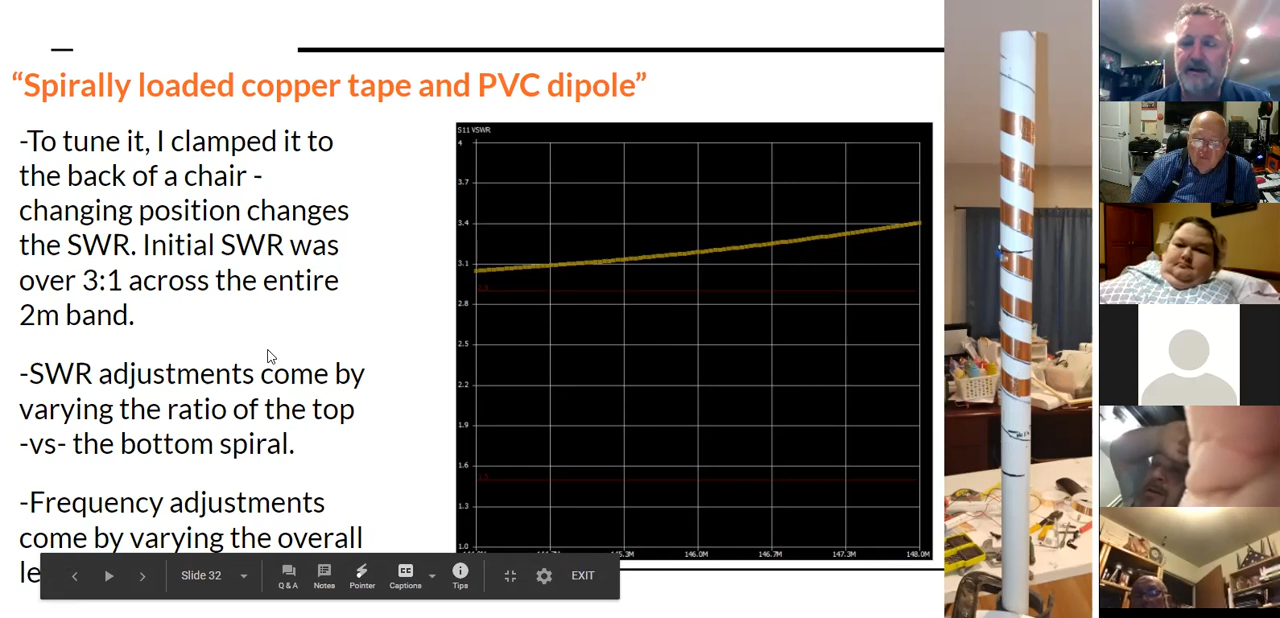 “Spirally loaded copper tape and PVC dipole”
-To tune it, I clamped it to
the back of a chair -
changing position changes
the SWR. Initial SWR was
over 3:1 across the entire
2m band.
-SWR adjustments come by
varying the ratio of the top
-vs- the bottom spiral.
-Frequency adjustments
come by varying the overall
S11 VSWR
4
3.7
3.4
3.1
2.8
2.5
2.2
1.9
1.6
1.3
1.0
146.0M
146.7M
147.3M
148.0M
Slide 32
Q & A
Notes
Pointer
CC
Captions
Tips
EXIT